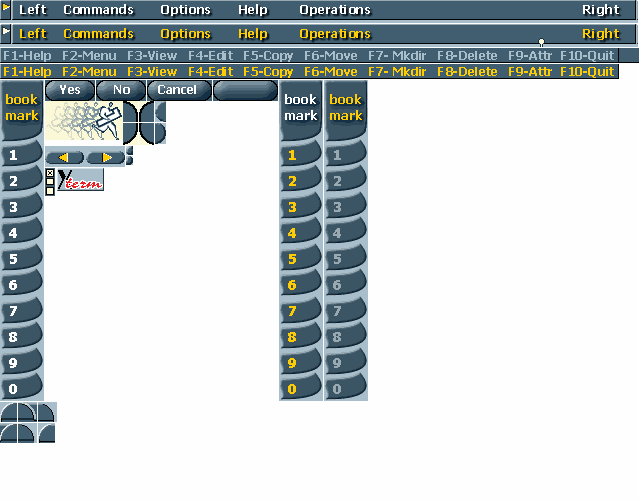 Left Commands Options Help Operations Right
Left Commands Options Help Operations Right
F1-Help F2-Menu F3-View F4-Edit F5-Copy F6-Move F7- Mkdir F8-Delete F9-Attr F10-Quit
F1-Help F2-Menu F3-View F4-Edit F5-Copy F6-Move F7- Mkdir F8-Delete F9-Attr F10-Quit
Yes No Cancel
book book book
mark mark mark
1 1 1
2 Yterm 2 2
3 3 3
4 4 4
5 5 5
6 6 6
7 7 7
8 8 8
9 9 9
0 0 0